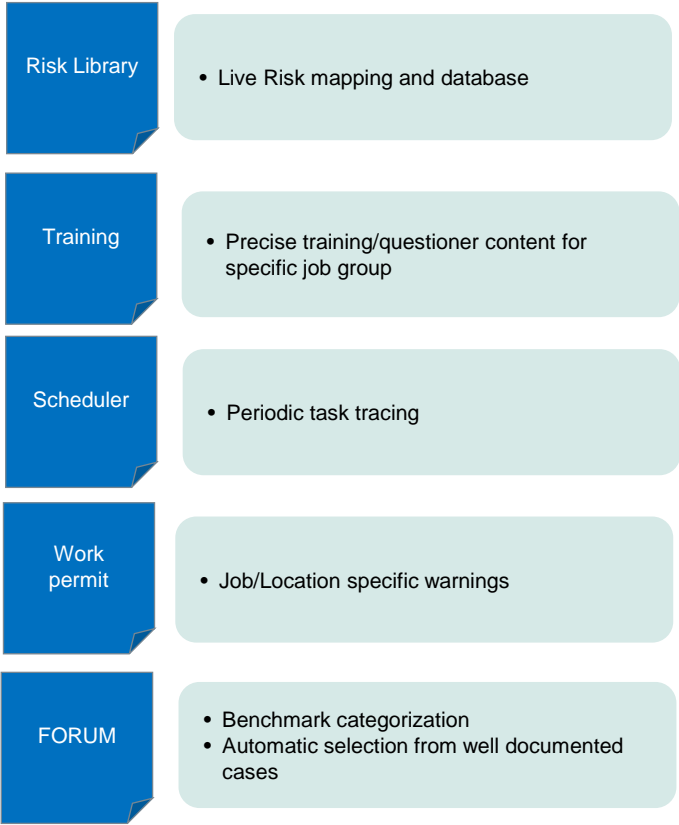 Risk Library
• Live Risk mapping and database
Training
• Precise training/questioner content for
specific job group
Scheduler
• Periodic task tracing
Work
permit
• Job/Location specific warnings
FORUM
• Benchmark categorization
• Automatic selection from well documented
cases